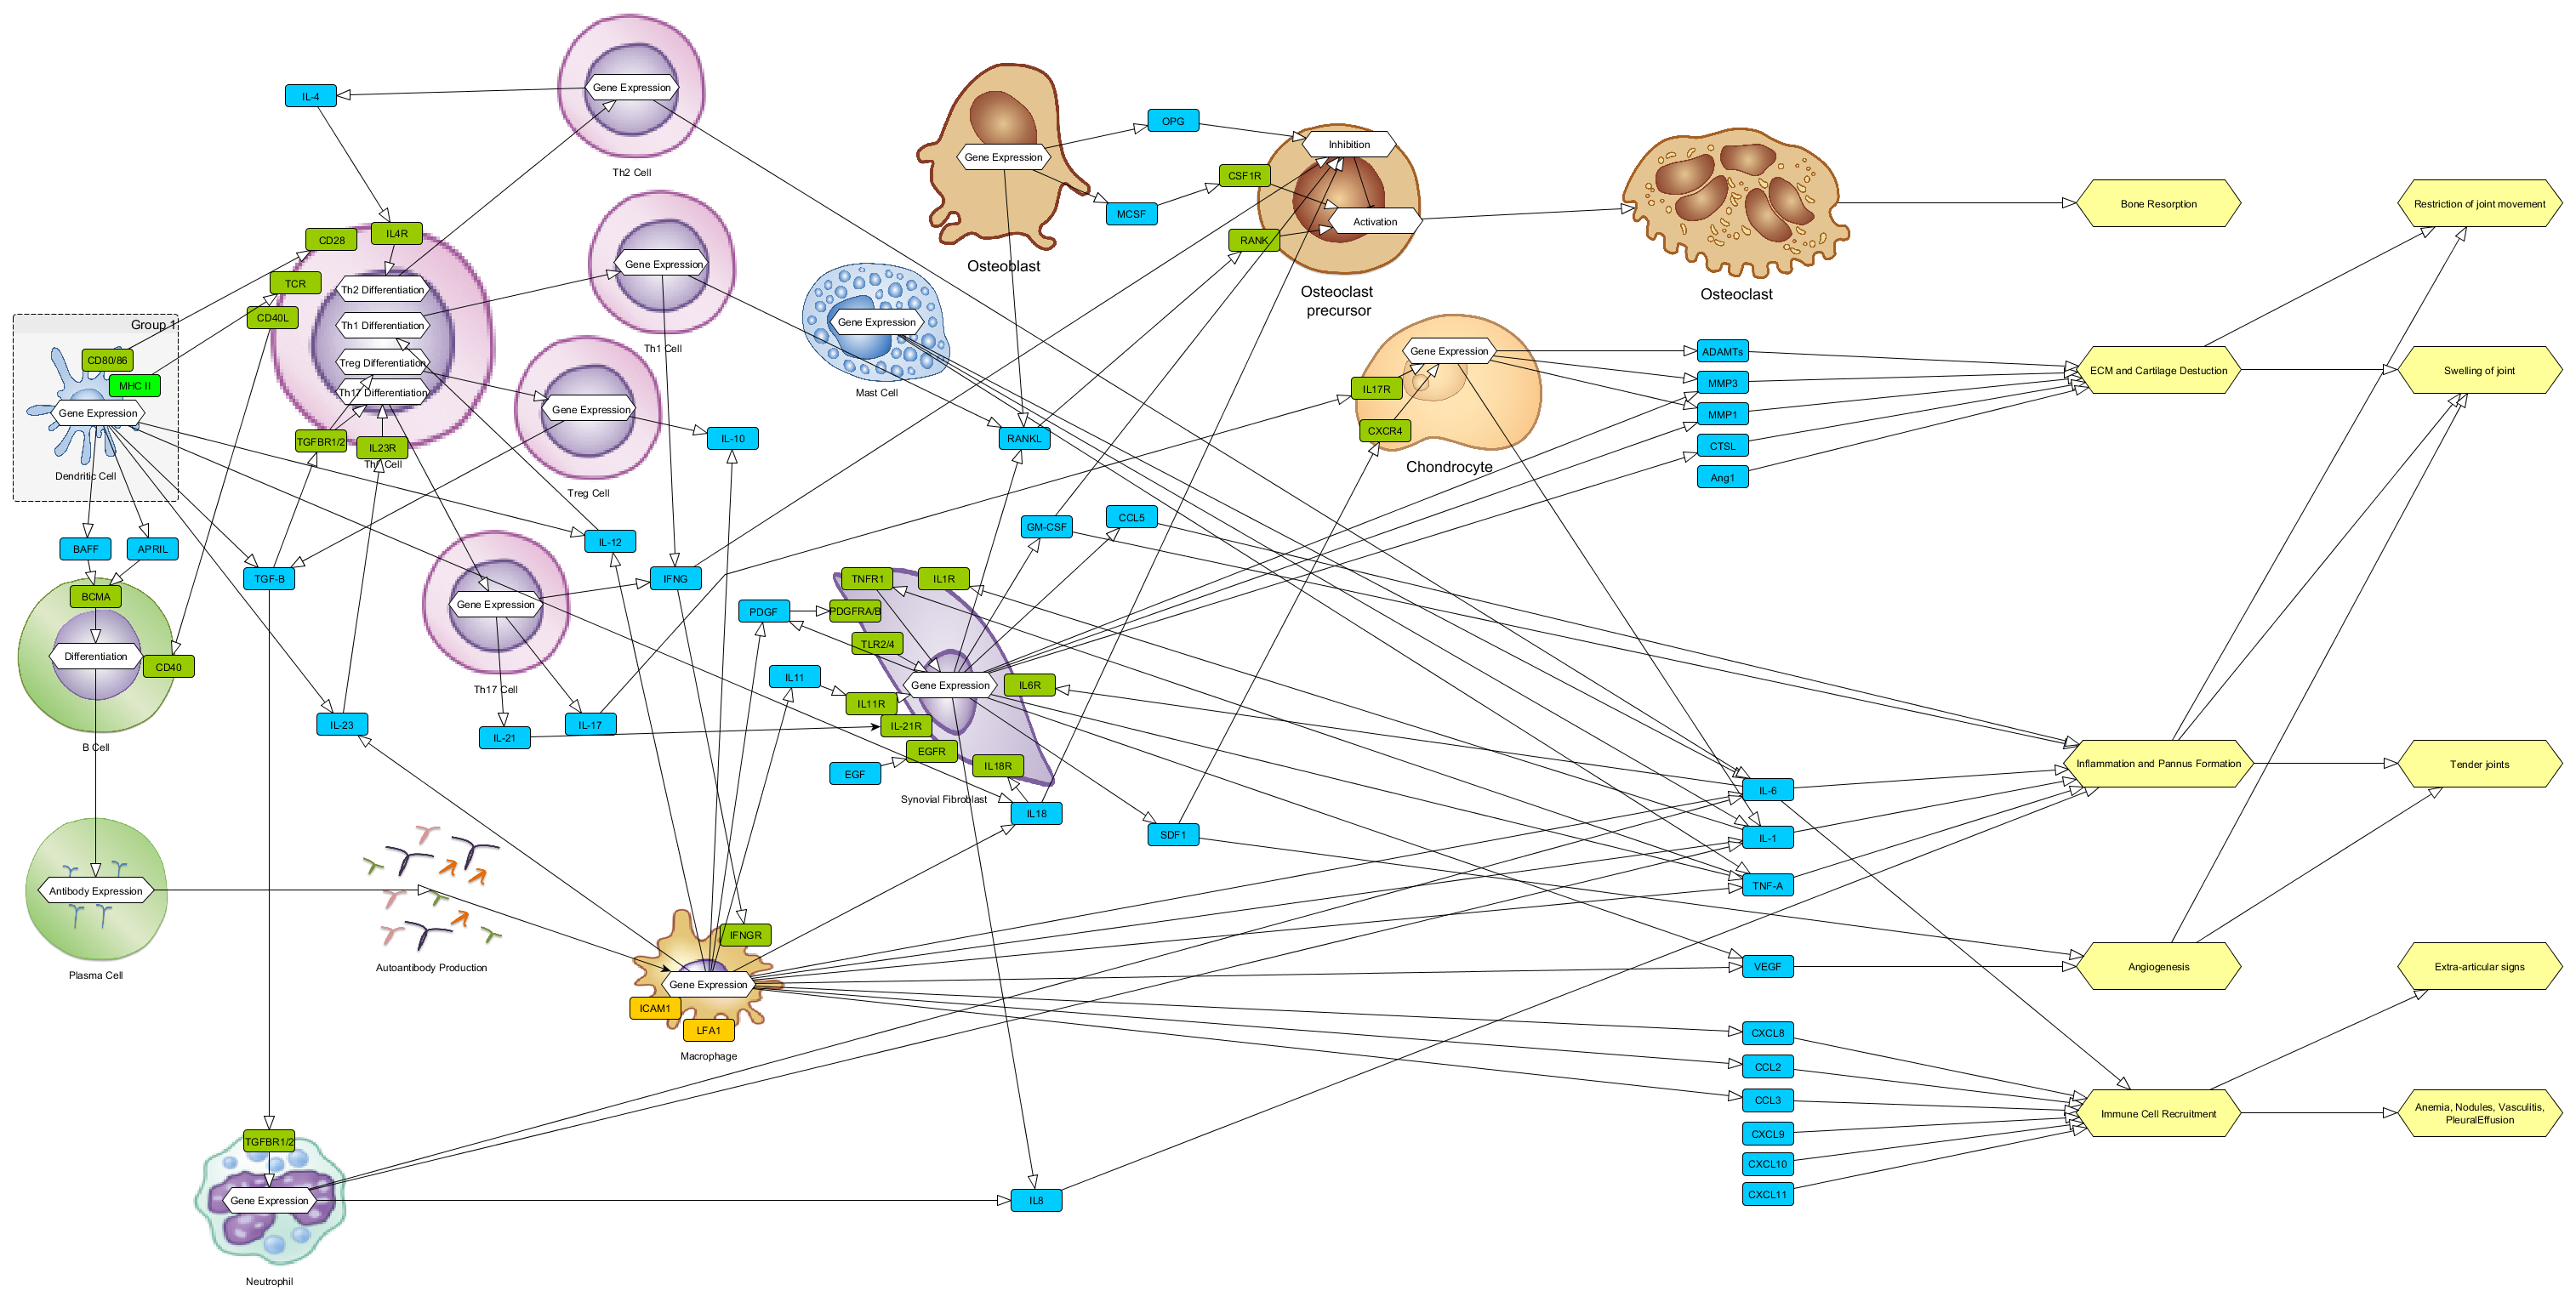 Gene Expression
IL-4
Th2 Cell
OPG
Gene Expression
Inhibition
CSF1R
MCSF
Activation
RANK
Bone Resorption
Restriction of joint movement
Osteoblast
Osteoclast
precursor
Osteoclast
CD28
IL4R
TCR
CD40L
Th2 Differentiation
Th1 Differentiation
Treg Differentiation
Th17 Differentiation
TGFBR1/2
IL23R
Th0 Cell
Gene Expression
Th1 Cell
Gene Expression
Mast Cell
Group 1
CD80/86
MHC II
Gene Expression
Dendritic Cell
Gene Expression
Treg Cell
IL-10
RANKL
Gene Expression
IL17R
CXCR4
Chondrocyte
ADAMTs
MMP3
MMP1
CTSL
Ang1
ECM and Cartilage Destuction
Swelling of joint
BAFF
APRIL
TGF-B
IL-12
IFNG
GM-CSF
CCL5
BCMA
Differentiation
CD40
B Cell
Gene Expression
Th17 Cell
IL-23
IL-21
IL-17
PDGF
IL11
EGF
TNFR1
IL1R
PDGFRA/B
TLR2/4
Gene Expression
IL6R
IL11R
IL-21R
EGFR
IL18R
Synovial Fibroblast
IL18
SDF1
IL-6
IL-1
TNF-A
VEGF
Inflammation and Pannus Formation
Tender joints
Antibody Expression
Plasma Cell
Autoantibody Production
IFNGR
Gene Expression
ICAM1
LFA1
Macrophage
Angiogenesis
Extra-articular signs
CXCL8
CCL2
CCL3
CXCL9
CXCL10
CXCL11
Immune Cell Recruitment
Anemia, Nodules, Vasculitis,
PleuralEffusion
TGFBR1/2
Gene Expression
Neutrophil
IL8